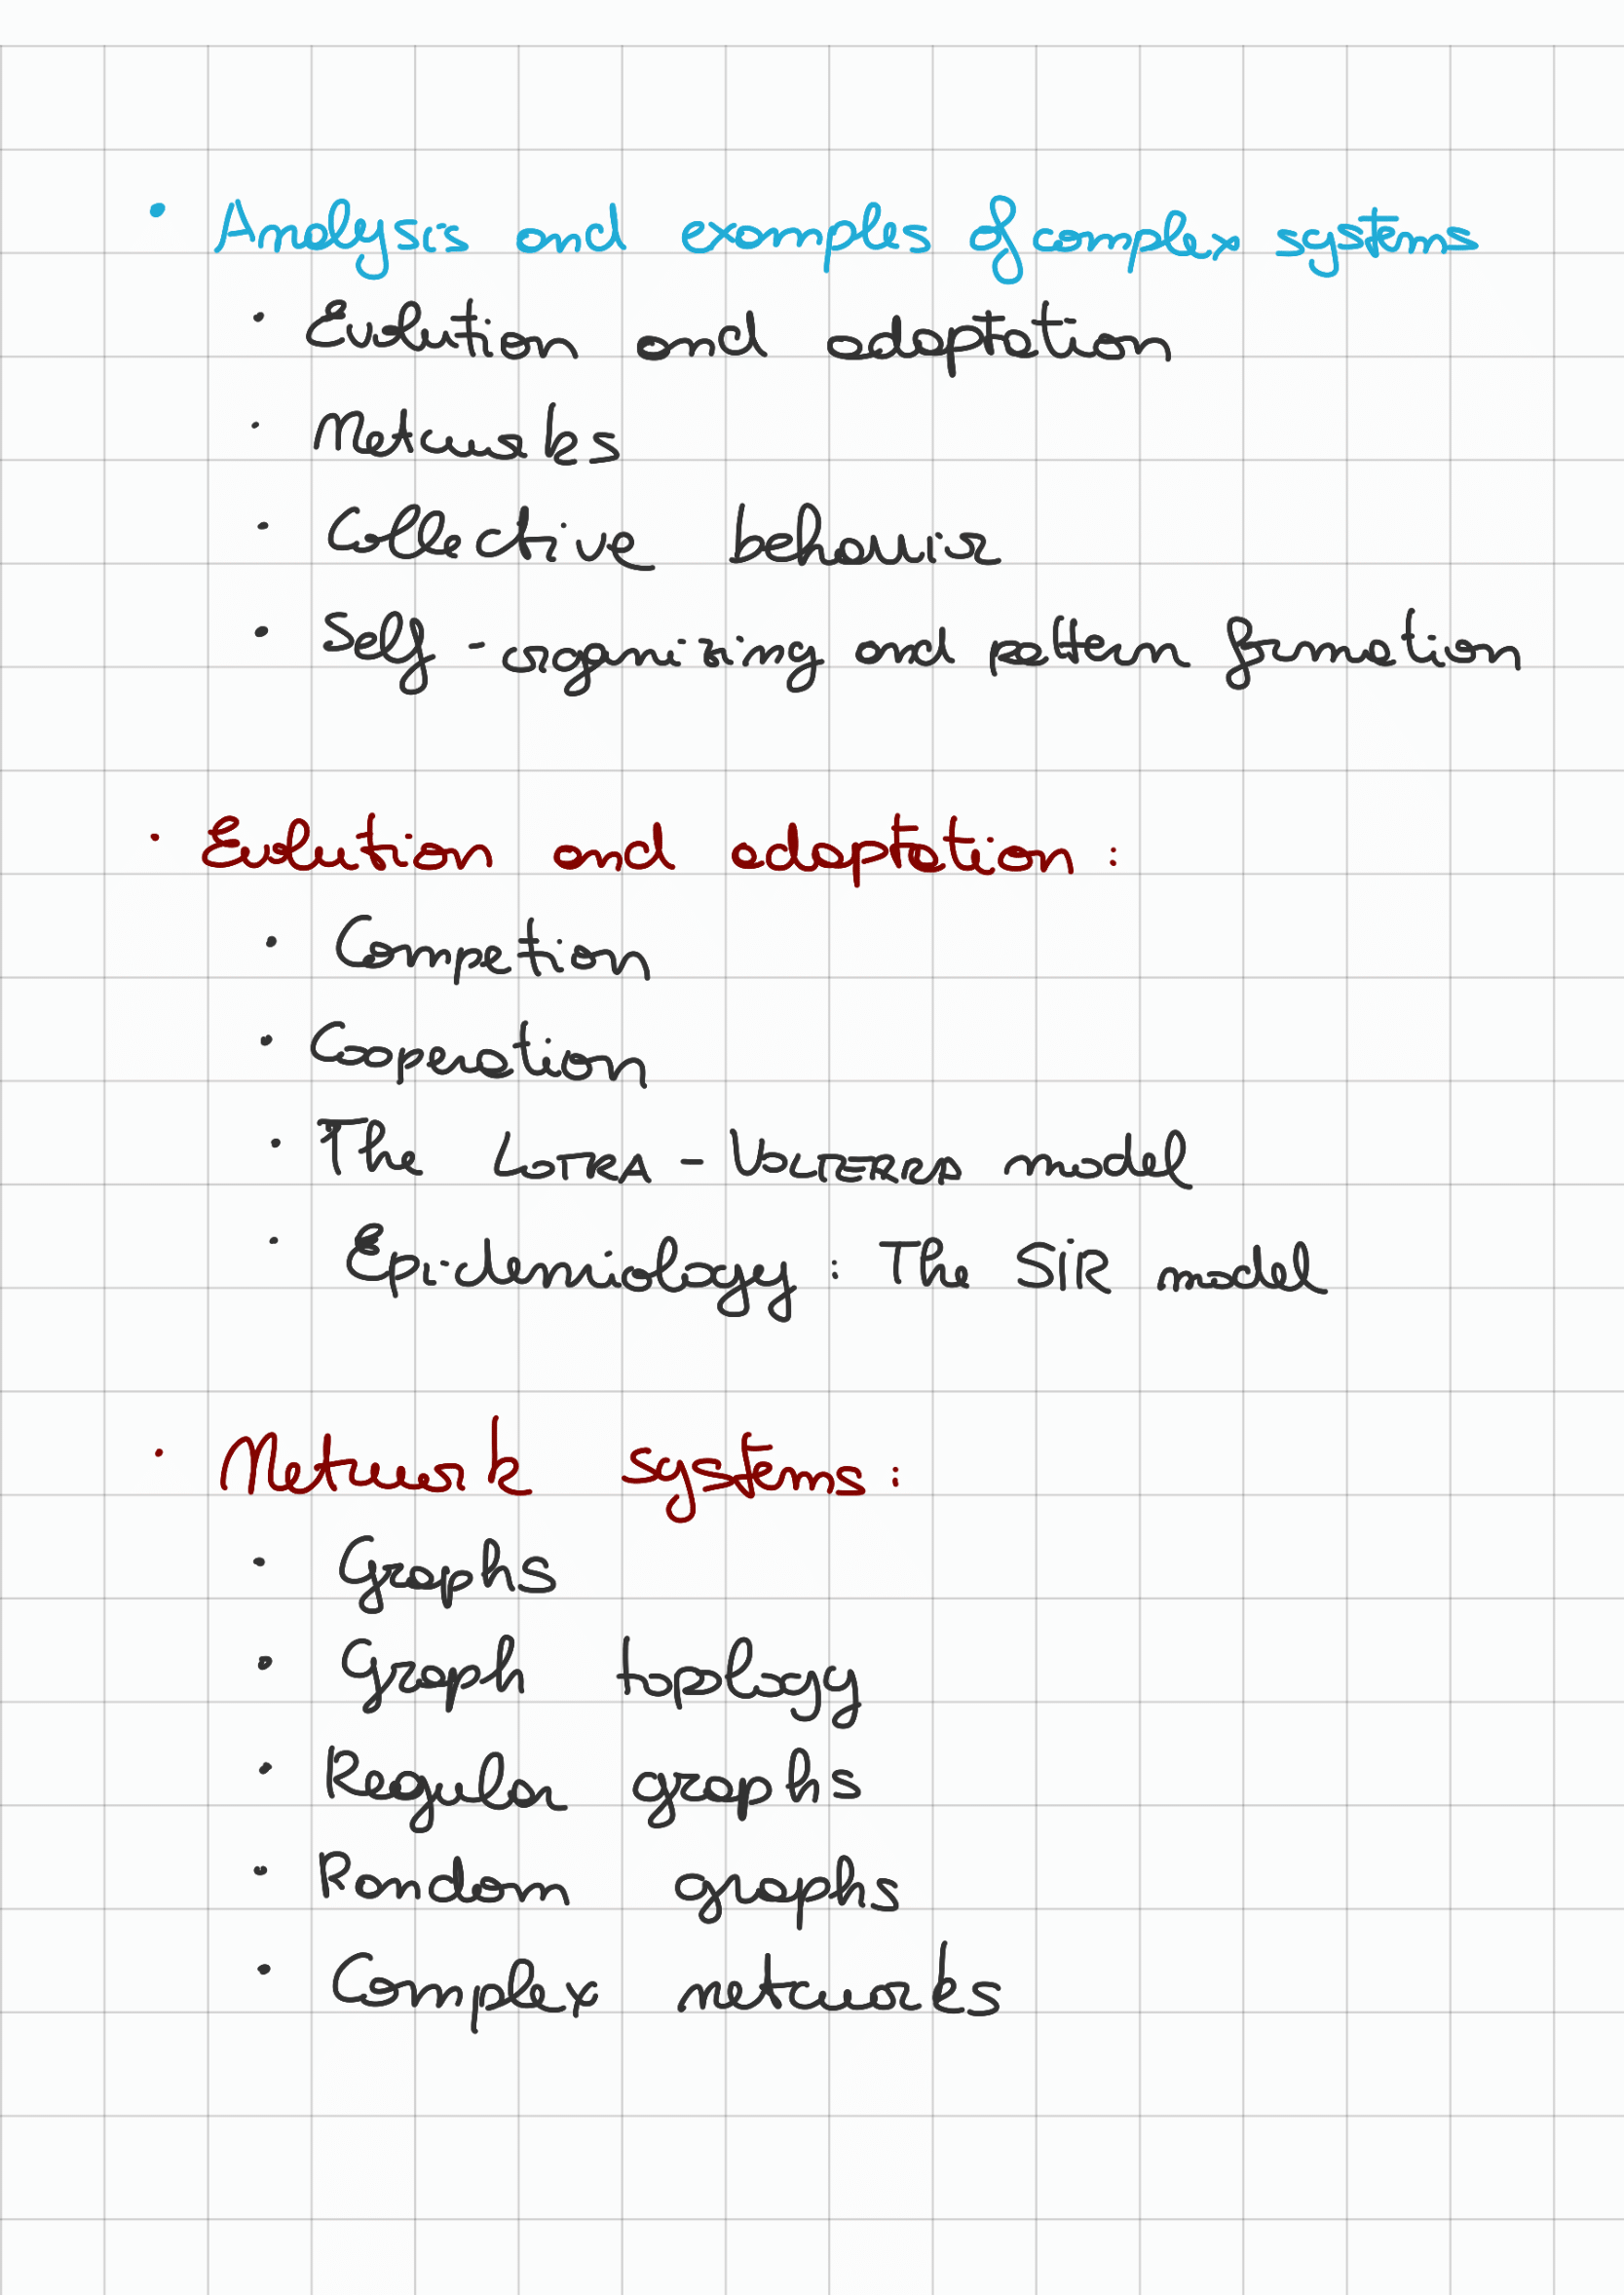 • Analysis and examples of complex systems
• Evolution and adaptation
• Networks
• Collective behavior
• Self-organizing and pattern formation
• Evolution and adaptation:
• Competion
• Cooperation
• The LOTKA-VOLTERRA model
• Epidemiology: The SIR model
• Network systems:
• Graphs
• Graph topology
• Regular graphs
• Random graphs
• Complex networks